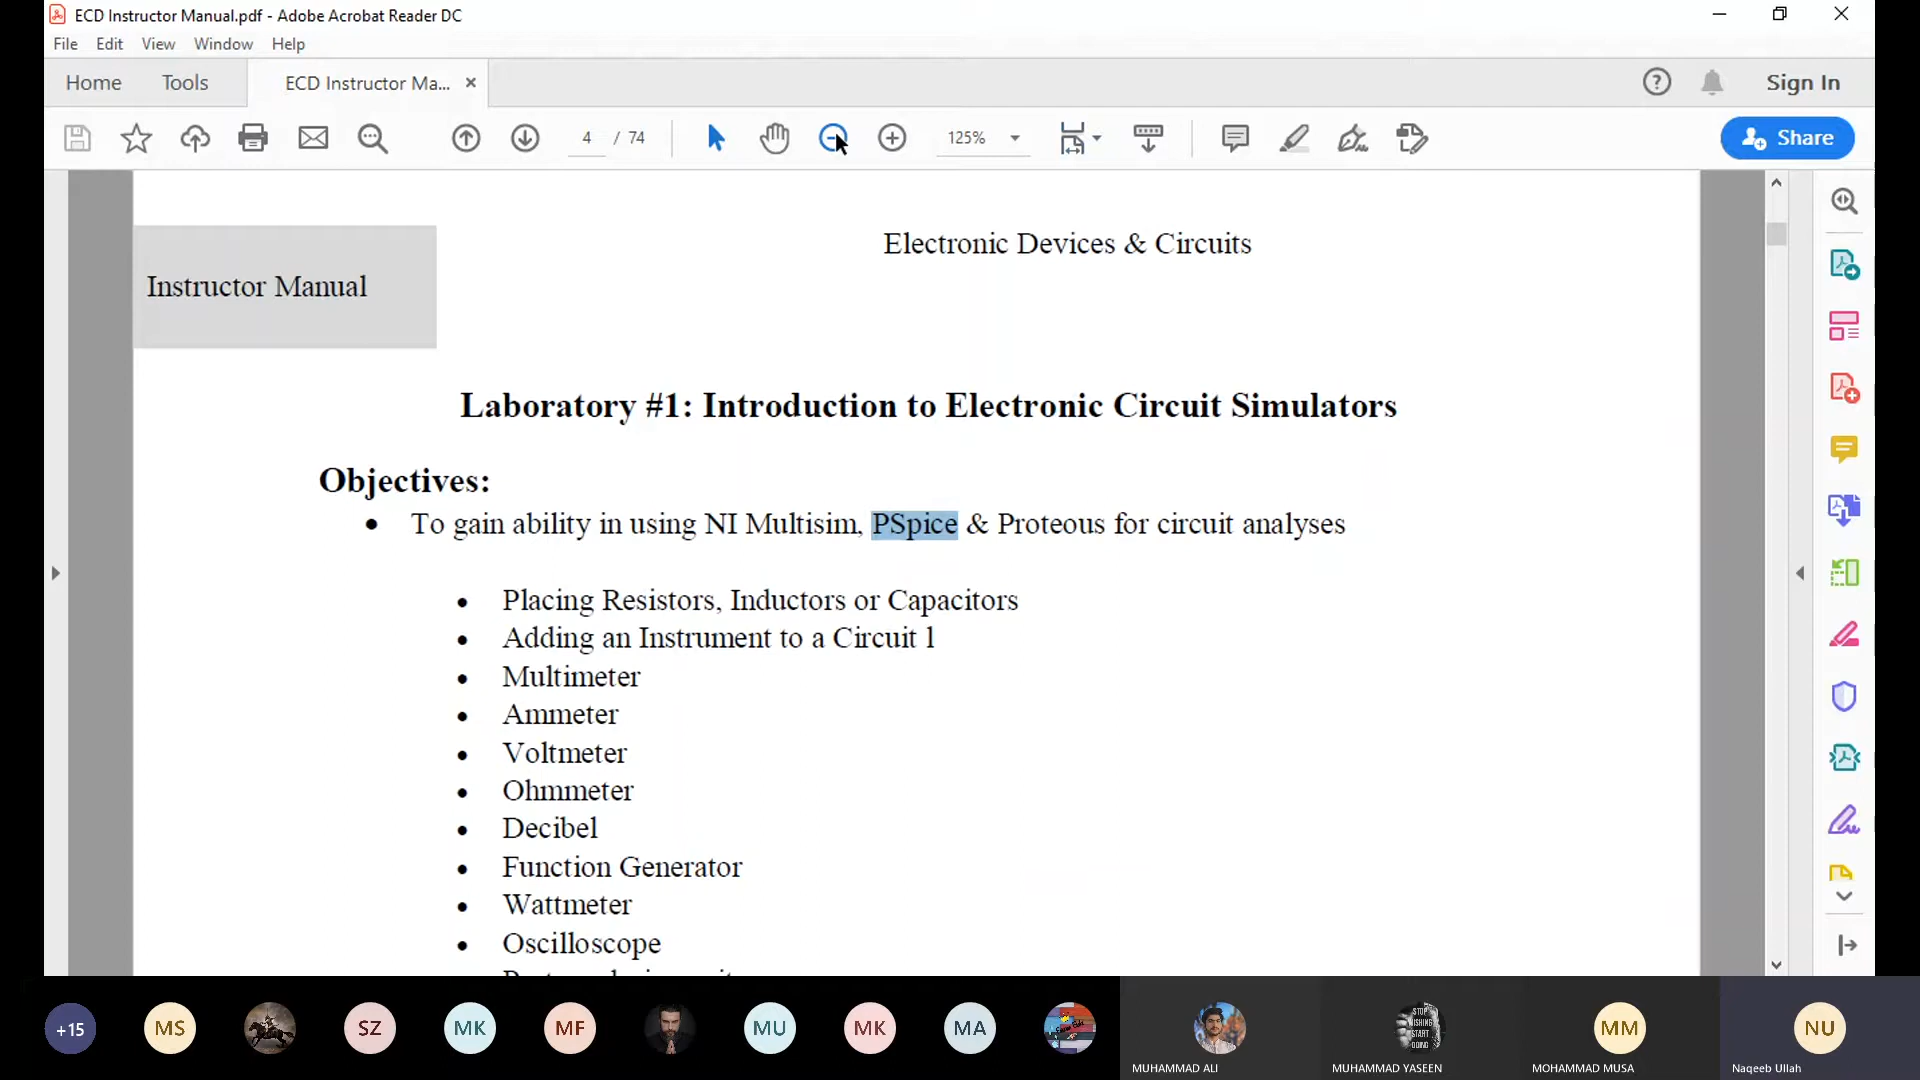 ECD Instructor Manual.pdf - Adobe Acrobat Reader DC
File Edit View Window Help
Home Tools ECD Instructor Ma... Sign In
4 / 74 125% Share
Electronic Devices & Circuits
Instructor Manual
Laboratory #1: Introduction to Electronic Circuit Simulators
Objectives:
• To gain ability in using NI Multisim, PSpice & Proteous for circuit analyses
• Placing Resistors, Inductors or Capacitors
• Adding an Instrument to a Circuit l
• Multimeter
• Ammeter
• Voltmeter
• Ohmmeter
• Decibel
• Function Generator
• Wattmeter
• Oscilloscope
+15 MS SZ MK MF MU MK MA MM NU
STOP WISHING START DOING
MUHAMMAD ALI MUHAMMAD YASEEN MOHAMMAD MUSA Naqeeb Ullah